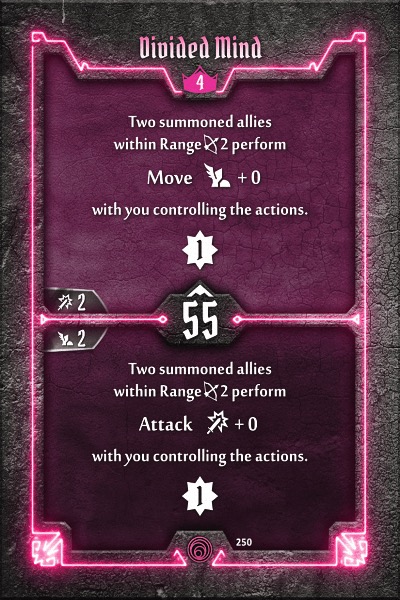 Divided Mind
4
Two summoned allies
within Range 2 perform
Move + 0
with you controlling the actions.
1
2
55
2
Two summoned allies
within Range 2 perform
Attack + 0
with you controlling the actions.
1
250